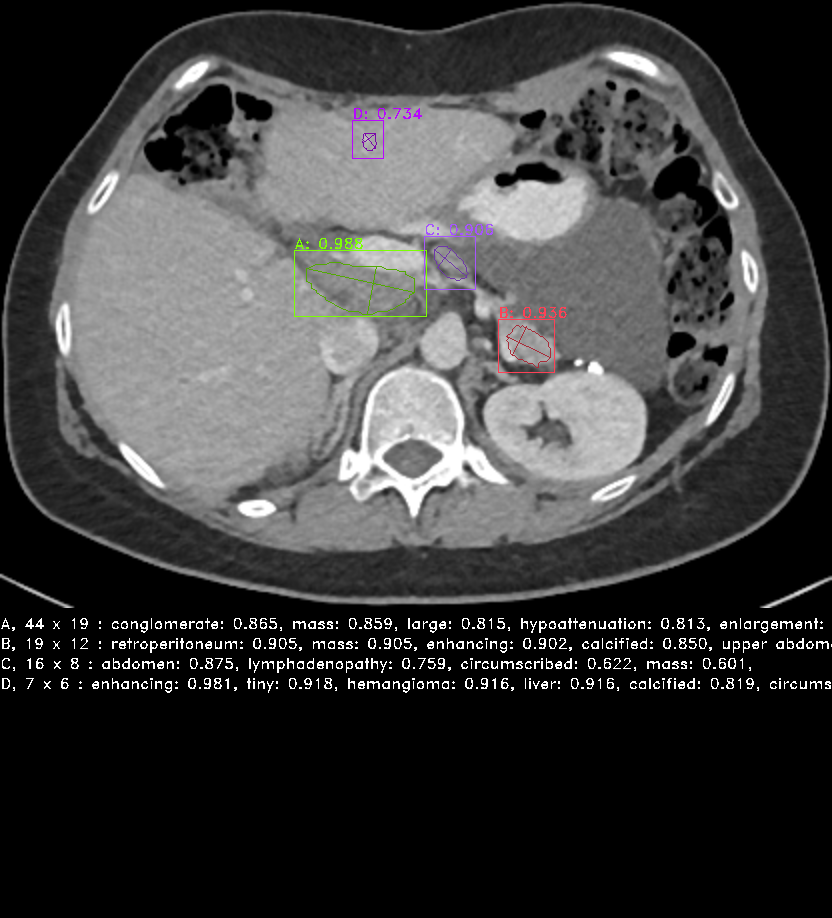 D: 0.734
C: 0.906
A: 0.988
0.936
A, 44 x 19 : conglomerate: 0.865, mass: 0.859, large: 0.815, hypoattenuation: 0.813, enlargement:
B, 19 x 12 : retroperitoneum: 0.905, mass: 0.905, enhancing: 0.902, calcified: 0.850, upper abdom
C, 16 x 8 : abdomen: 0.875, lymphadenopathy: 0.759, circumscribed: 0.622, mass: 0.601,
D, 7 x 6 : enhancing: 0.981, tiny: 0.918, hemangioma: 0.916, liver: 0.916, calcified: 0.819, circums